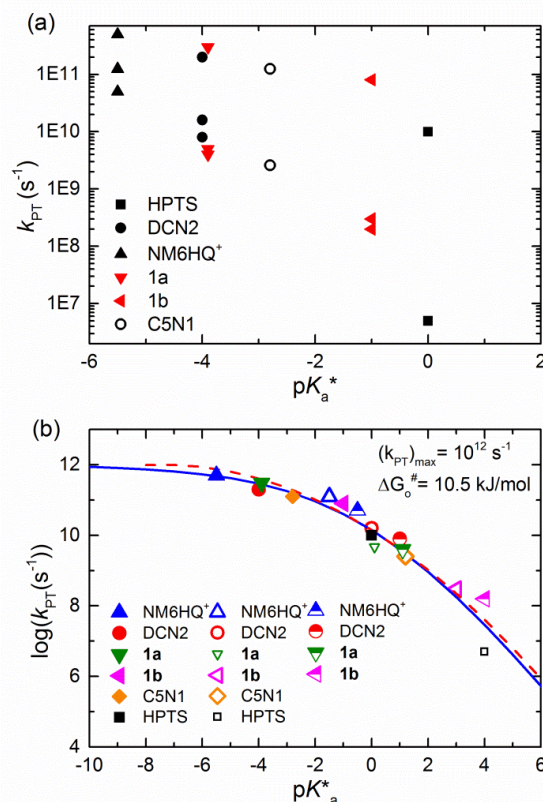 (a)
1E11
1E10
1E9
1E8
1E7
k_PT (s⁻¹)
HPTS
DCN2
NM6HQ⁺
1a
1b
C5N1
-6 -4 -2 0 2
pK_a*
(b)
(k_PT)_max = 10¹² s⁻¹
ΔG_o^# = 10.5 kJ/mol
12
10
8
6
4
log(k_PT(s⁻¹))
NM6HQ⁺ NM6HQ⁺ NM6HQ⁺
DCN2 DCN2 DCN2
1a 1a 1a
1b 1b 1b
C5N1 C5N1
HPTS HPTS
-10 -8 -6 -4 -2 0 2 4 6
pK*_a